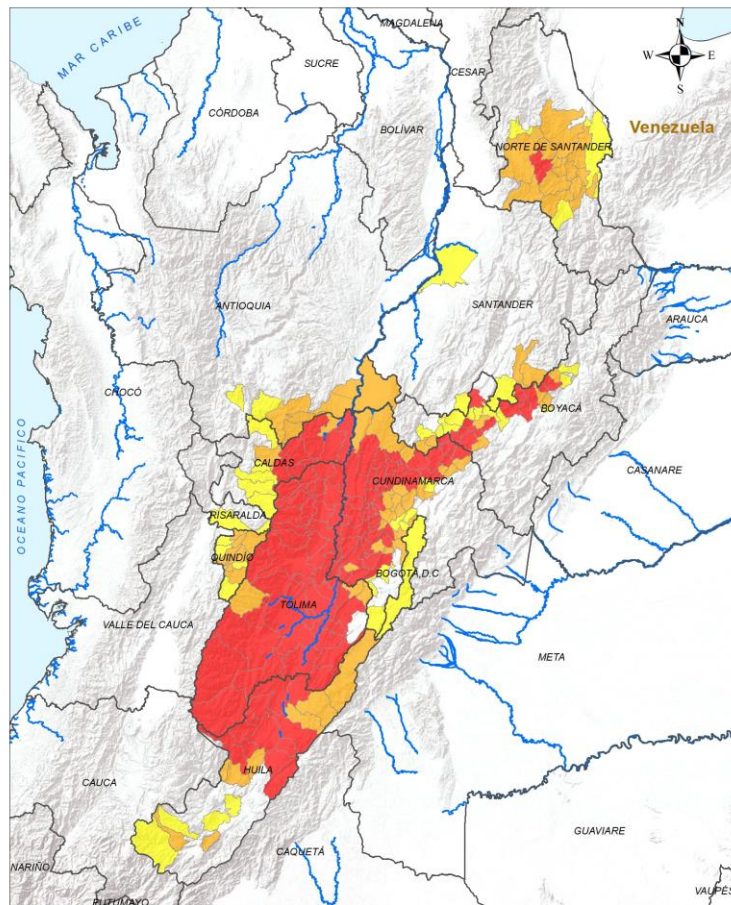 MAGDALENA
MAR CARIBE
SUCRE
CESAR
N
W
E
S
CÓRDOBA
BOLÍVAR
Venezuela
NORTE DE SANTANDER
ANTIOQUIA
SANTANDER
ARAUCA
CHOCÓ
BOYACÁ
OCEANO PACIFICO
CALDAS
CUNDINAMARCA
CASANARE
RISARALDA
QUINDÍO
BOGOTÁ, D.C
TOLIMA
VALLE DEL CAUCA
META
HUILA
CAUCA
GUAVIARE
NARIÑO
CAQUETÁ
PUTUMAYO
VAUPÉS